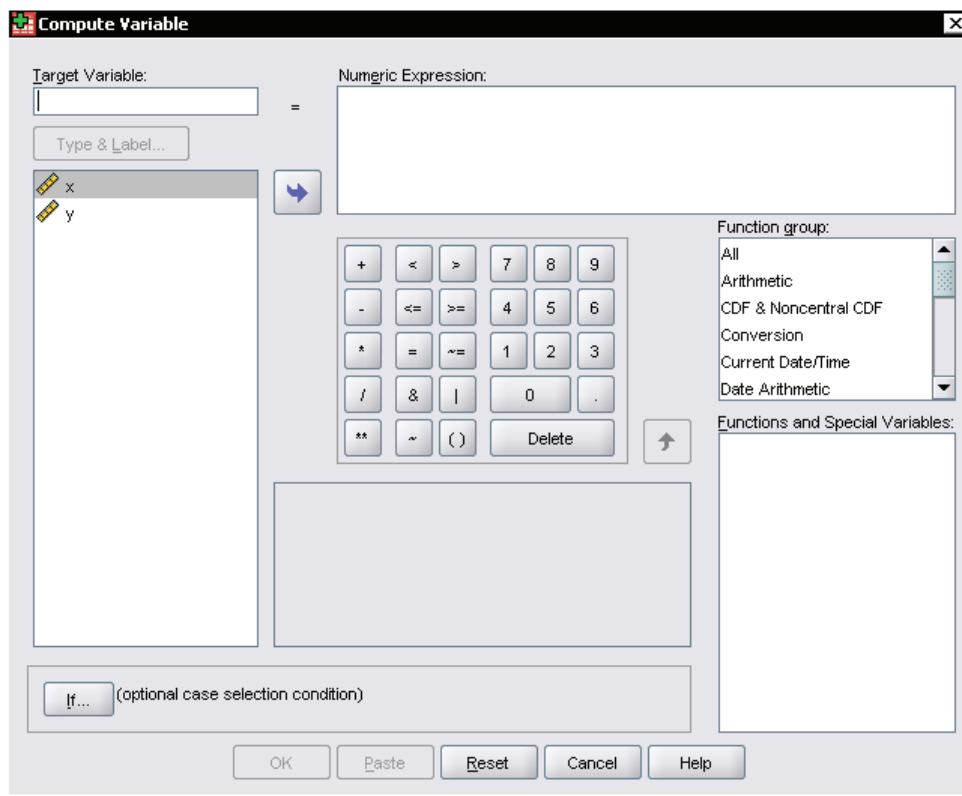 Compute Variable
Target Variable:
Numeric Expression:
=
Type & Label...
x
y
Function group:
All
Arithmetic
CDF & Noncentral CDF
Conversion
Current Date/Time
Date Arithmetic
+ < > 7 8 9
- <= >= 4 5 6
* = ~= 1 2 3
/ & | 0 .
** ~ ( ) Delete
Functions and Special Variables:
If... (optional case selection condition)
OK Paste Reset Cancel Help